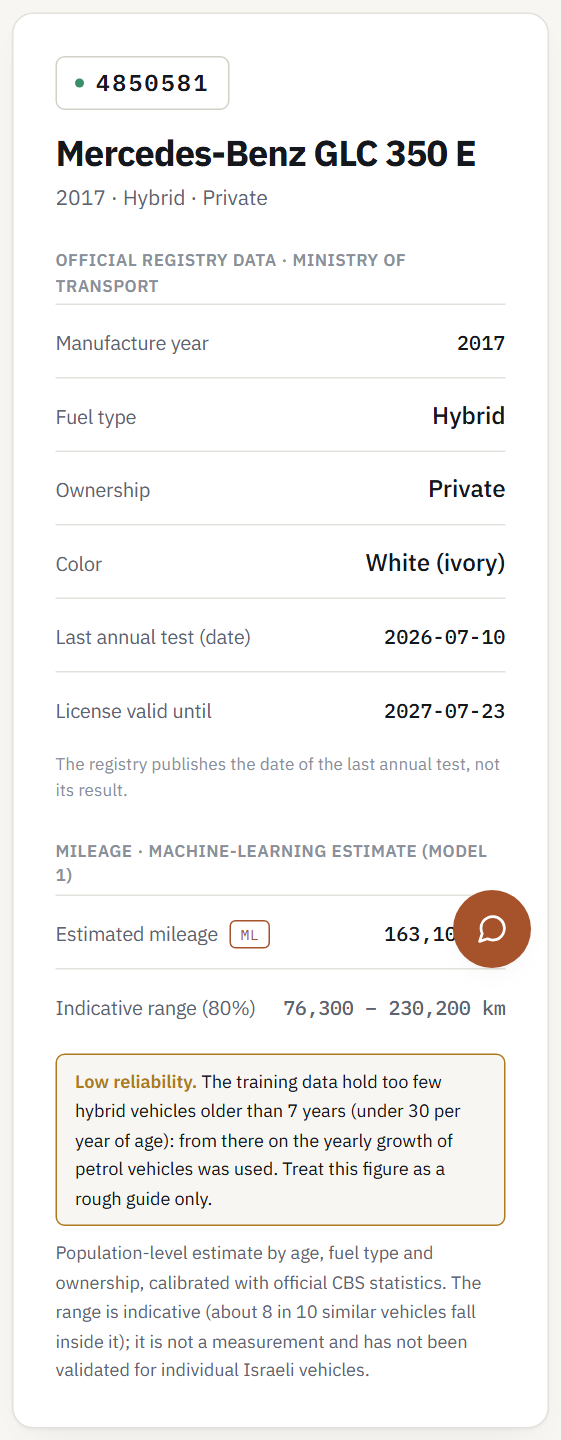 4850581
Mercedes-Benz GLC 350 E
2017 · Hybrid · Private
OFFICIAL REGISTRY DATA · MINISTRY OF
TRANSPORT
Manufacture year 2017
Fuel type Hybrid
Ownership Private
Color White (ivory)
Last annual test (date) 2026-07-10
License valid until 2027-07-23
The registry publishes the date of the last annual test, not
its result.
MILEAGE · MACHINE-LEARNING ESTIMATE (MODEL
1)
Estimated mileage ML
Indicative range (80%) 76,300 – 230,200 km
Low reliability. The training data hold too few
hybrid vehicles older than 7 years (under 30 per
year of age): from there on the yearly growth of
petrol vehicles was used. Treat this figure as a
rough guide only.
Population-level estimate by age, fuel type and
ownership, calibrated with official CBS statistics. The
range is indicative (about 8 in 10 similar vehicles fall
inside it); it is not a measurement and has not been
validated for individual Israeli vehicles.